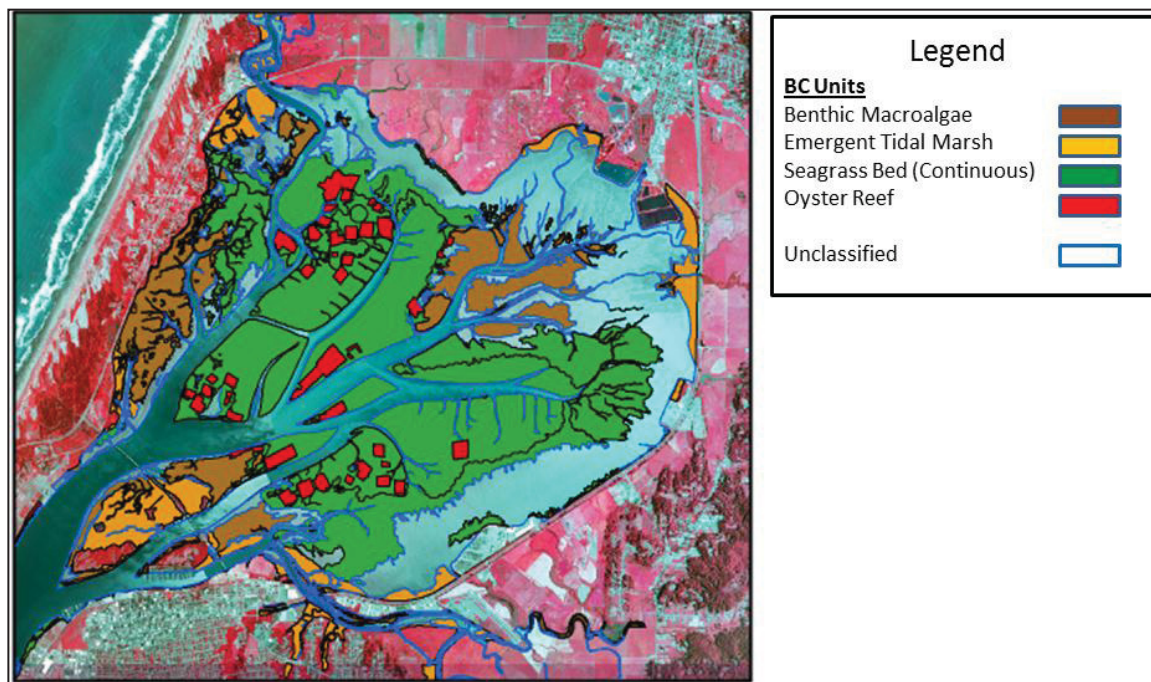 Legend
BC Units
Benthic Macroalgae
Emergent Tidal Marsh
Seagrass Bed (Continuous)
Oyster Reef
Unclassified